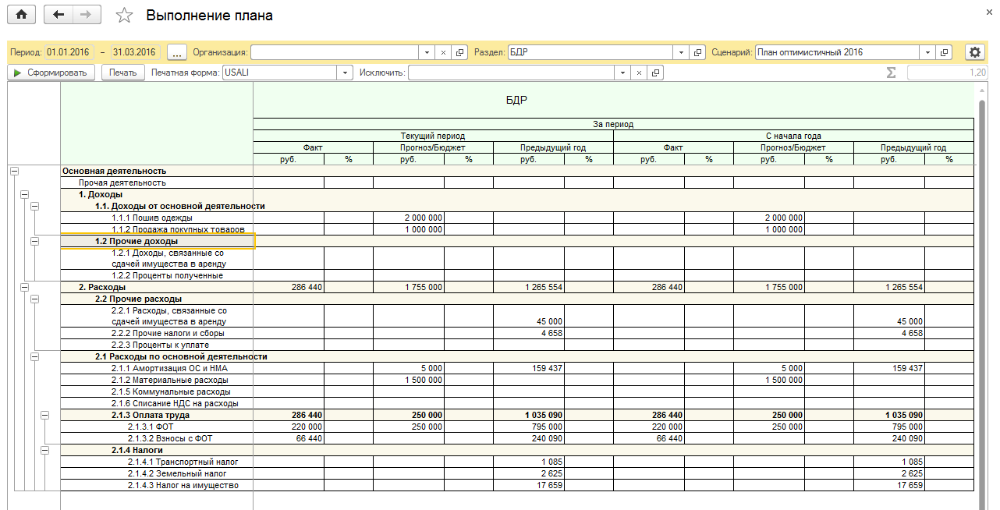 Выполнение плана
Период: 01.01.2016 – 31.03.2016 ... Организация: Раздел: БДР Сценарий: План оптимистичный 2016
Сформировать Печать Печатная форма: USALI Исключить: Σ 1,20
БДР
За период
Текущий период С начала года
Факт Прогноз/Бюджет Предыдущий год Факт Прогноз/Бюджет Предыдущий год
руб. % руб. % руб. % руб. % руб. % руб. %
Основная деятельность
Прочая деятельность
1. Доходы
1.1. Доходы от основной деятельности
1.1.1 Пошив одежды 2 000 000 2 000 000
1.1.2 Продажа покупных товаров 1 000 000 1 000 000
1.2 Прочие доходы
1.2.1 Доходы, связанные со
сдачей имущества в аренду
1.2.2 Проценты полученные
2. Расходы 286 440 1 755 000 1 265 554 286 440 1 755 000 1 265 554
2.2 Прочие расходы
2.2.1 Расходы, связанные со
сдачей имущества в аренду 45 000 45 000
2.2.2 Прочие налоги и сборы 4 658 4 658
2.2.3 Проценты к уплате
2.1 Расходы по основной деятельности
2.1.1 Амортизация ОС и НМА 5 000 159 437 5 000 159 437
2.1.2 Материальные расходы 1 500 000 1 500 000
2.1.5 Коммунальные расходы
2.1.6 Списание НДС на расходы
2.1.3 Оплата труда 286 440 250 000 1 035 090 286 440 250 000 1 035 090
2.1.3.1 ФОТ 220 000 250 000 795 000 220 000 250 000 795 000
2.1.3.2 Взносы с ФОТ 66 440 240 090 66 440 240 090
2.1.4 Налоги
2.1.4.1 Транспортный налог 1 085 1 085
2.1.4.2 Земельный налог 2 625 2 625
2.1.4.3 Налог на имущество 17 659 17 659